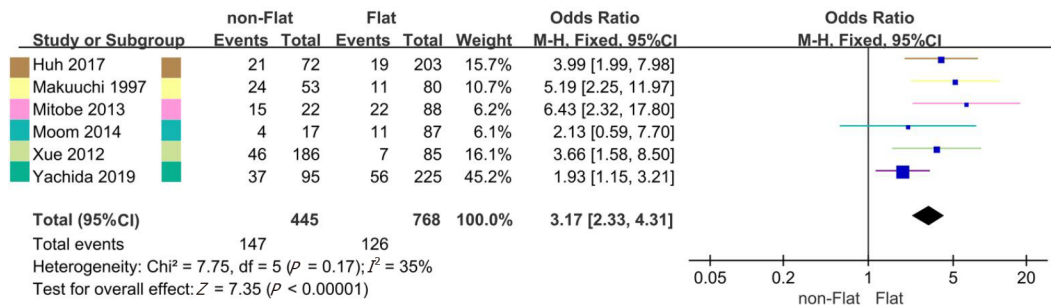 non-Flat Flat Odds Ratio Odds Ratio
Study or Subgroup Events Total Events Total Weight M-H, Fixed, 95%CI M-H, Fixed, 95%CI
Huh 2017 21 72 19 203 15.7% 3.99 [1.99, 7.98]
Makuuchi 1997 24 53 11 80 10.7% 5.19 [2.25, 11.97]
Mitobe 2013 15 22 22 88 6.2% 6.43 [2.32, 17.80]
Moom 2014 4 17 11 87 6.1% 2.13 [0.59, 7.70]
Xue 2012 46 186 7 85 16.1% 3.66 [1.58, 8.50]
Yachida 2019 37 95 56 225 45.2% 1.93 [1.15, 3.21]
Total (95%CI) 445 768 100.0% 3.17 [2.33, 4.31]
Total events 147 126
Heterogeneity: Chi² = 7.75, df = 5 (P = 0.17); I² = 35%
Test for overall effect: Z = 7.35 (P < 0.00001)
0.05 0.2 1 5 20
non-Flat Flat